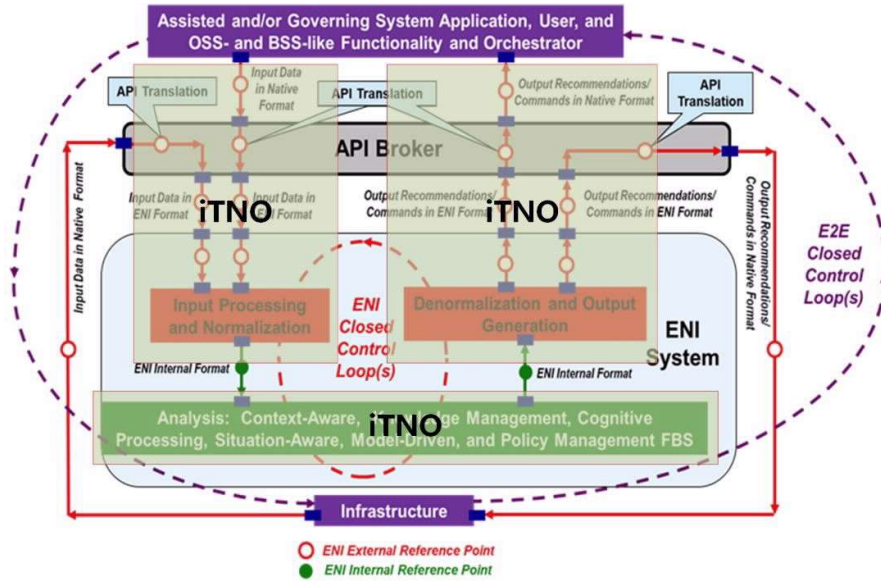 Assisted and/or Governing System Application, User, and
OSS- and BSS-like Functionality and Orchestrator
Input Data
in Native
Format
Output Recommendations/
Commands in Native Format
API Translation
API Translation
API
Translation
API Broker
Input Data in Native Format
Input Data in
ENI Format
Input Data in
ENI Format
iTNO
Output Recommendations/
Commands in ENI Format
Output Recommendations/
Commands in ENI Format
iTNO
Output Recommendations/
Commands in Native Format
E2E
Closed
Control
Loop(s)
Input Processing
and Normalization
ENI
Closed
Control
Loop(s)
Denormalization and Output
Generation
ENI
System
ENI Internal Format
ENI Internal Format
Analysis: Context-Aware, Knowledge Management, Cognitive
Processing, Situation-Aware, Model-Driven, and Policy Management FBS
iTNO
Infrastructure
ENI External Reference Point
ENI Internal Reference Point